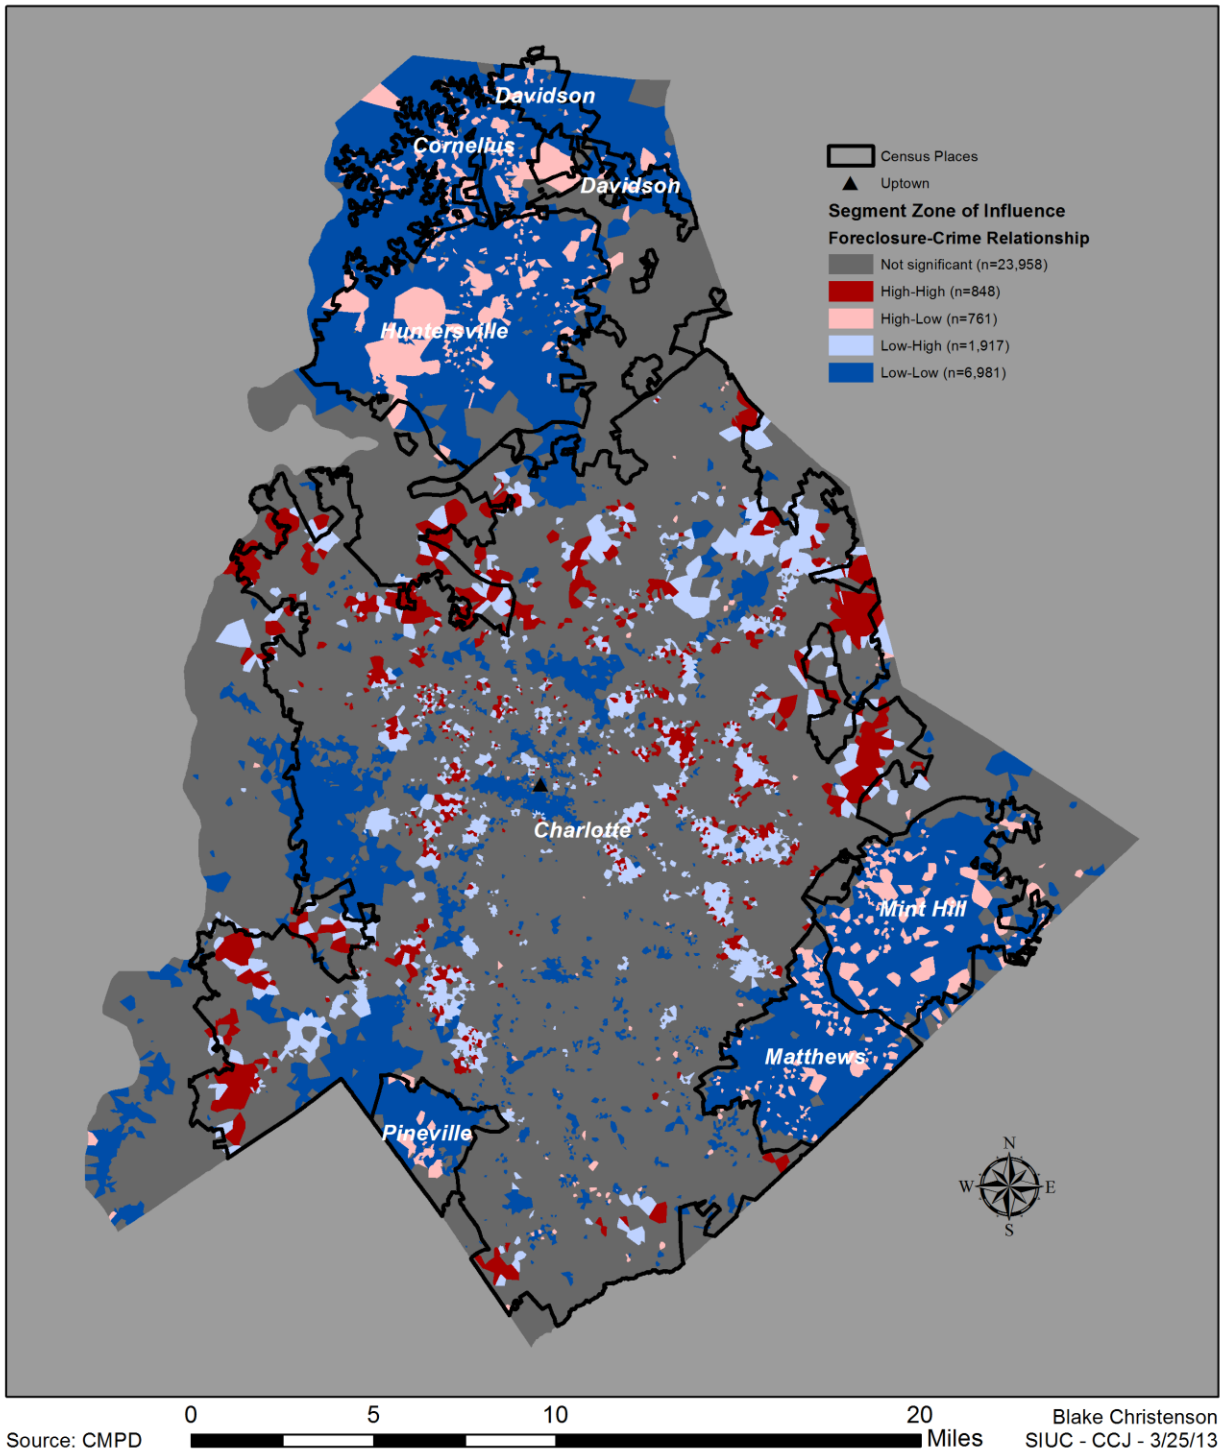 Davidson
Cornelius
Davidson
Census Places
Uptown
Segment Zone of Influence
Foreclosure-Crime Relationship
Not significant (n=23,958)
High-High (n=848)
High-Low (n=761)
Low-High (n=1,917)
Low-Low (n=6,981)
Huntersville
Charlotte
Mint Hill
Matthews
Pineville
N
W
E
S
0 5 10 20
Miles
Source: CMPD
Blake Christenson
SIUC - CCJ - 3/25/13